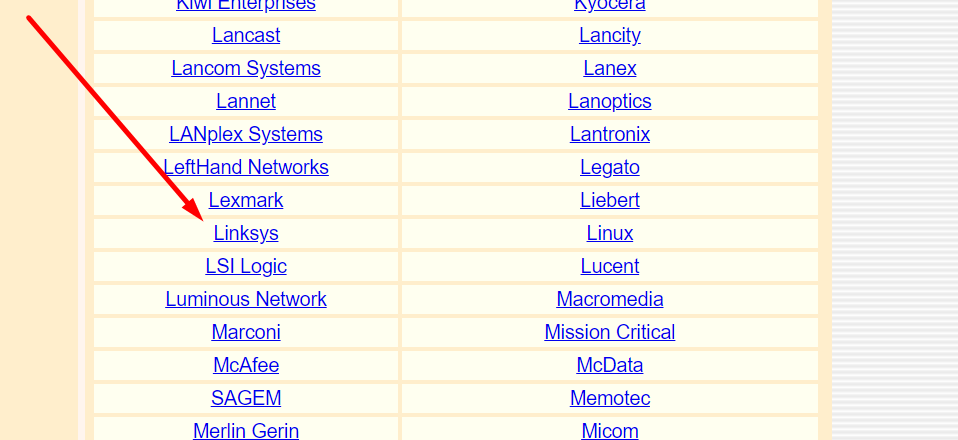 Kiwi Enterprises Kyocera
Lancast Lancity
Lancom Systems Lanex
Lannet Lanoptics
LANplex Systems Lantronix
LeftHand Networks Legato
Lexmark Liebert
Linksys Linux
LSI Logic Lucent
Luminous Network Macromedia
Marconi Mission Critical
McAfee McData
SAGEM Memotec
Merlin Gerin Micom